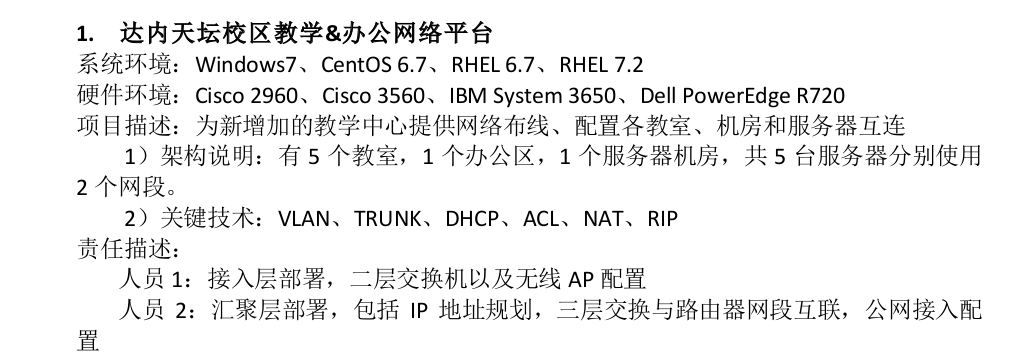 1. 达内天坛校区教学&办公网络平台
系统环境：Windows7、CentOS 6.7、RHEL 6.7、RHEL 7.2
硬件环境：Cisco 2960、Cisco 3560、IBM System 3650、Dell PowerEdge R720
项目描述：为新增加的教学中心提供网络布线、配置各教室、机房和服务器互连
1）架构说明：有 5 个教室，1 个办公区，1 个服务器机房，共 5 台服务器分别使用
2 个网段。
2）关键技术：VLAN、TRUNK、DHCP、ACL、NAT、RIP
责任描述：
人员 1：接入层部署，二层交换机以及无线 AP 配置
人员 2：汇聚层部署，包括 IP 地址规划，三层交换与路由器网段互联，公网接入配
置